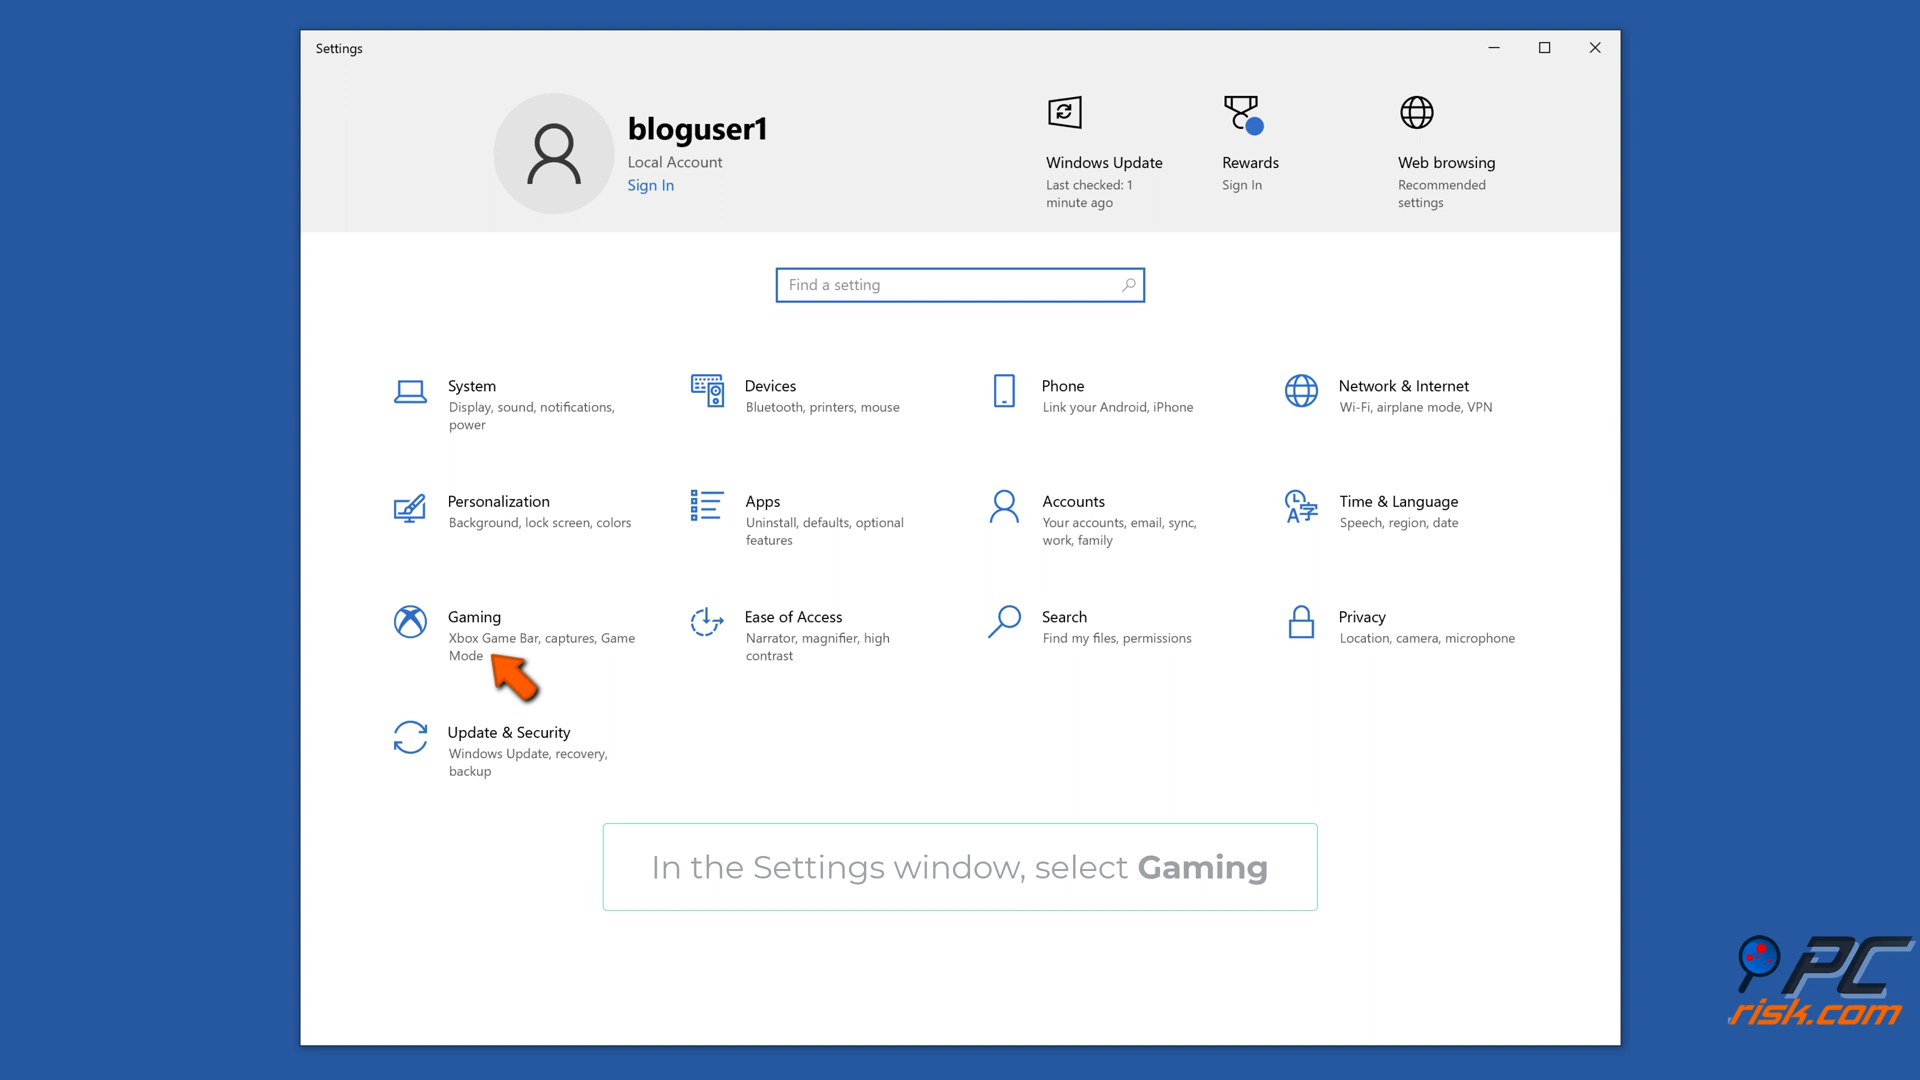 Settings
bloguser1
Local Account
Sign In
Windows Update
Last checked: 1
minute ago
Rewards
Sign In
Web browsing
Recommended
settings
Find a setting
System
Display, sound, notifications,
power
Devices
Bluetooth, printers, mouse
Phone
Link your Android, iPhone
Network & Internet
Wi-Fi, airplane mode, VPN
Personalization
Background, lock screen, colors
Apps
Uninstall, defaults, optional
features
Accounts
Your accounts, email, sync,
work, family
Time & Language
Speech, region, date
Gaming
Xbox Game Bar, captures, Game
Mode
Ease of Access
Narrator, magnifier, high
contrast
Search
Find my files, permissions
Privacy
Location, camera, microphone
Update & Security
Windows Update, recovery,
backup
In the Settings window, select Gaming
PC
risk.com